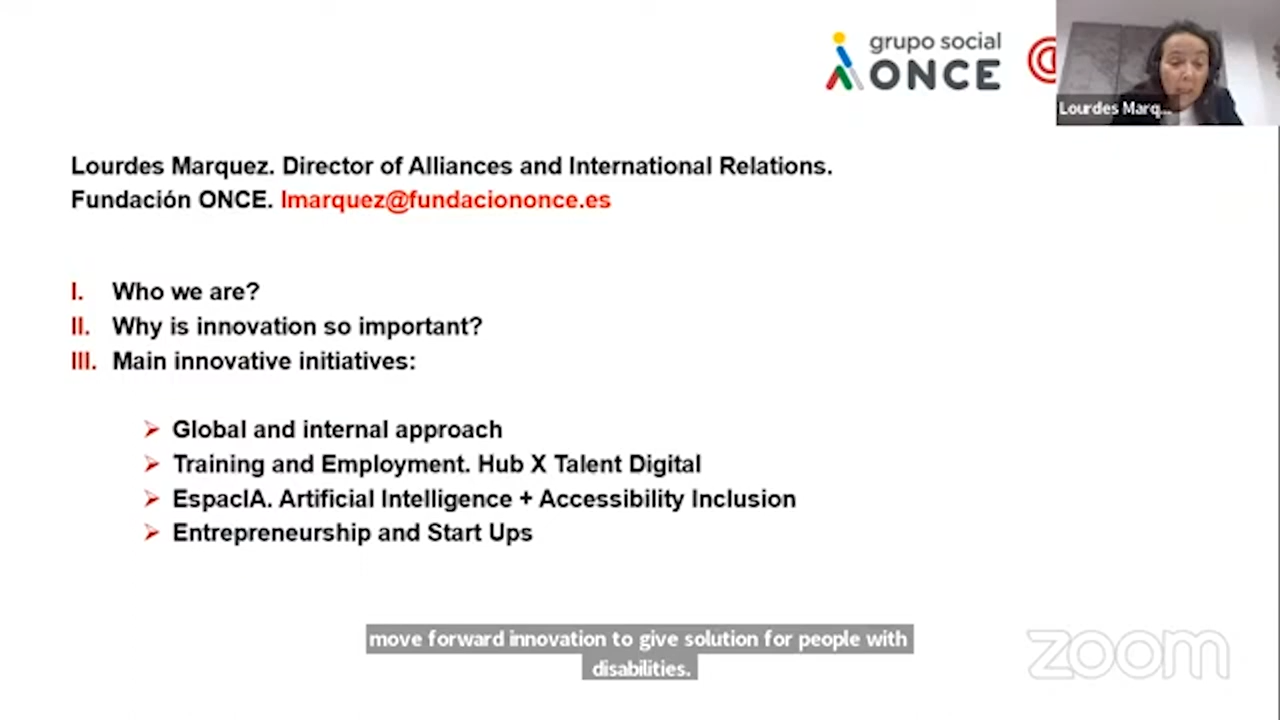 grupo social
ONCE
Lourdes Marq...
Lourdes Marquez. Director of Alliances and International Relations.
Fundación ONCE. lmarquez@fundaciononce.es
I. Who we are?
II. Why is innovation so important?
III. Main innovative initiatives:
➢ Global and internal approach
➢ Training and Employment. Hub X Talent Digital
➢ EspacIA. Artificial Intelligence + Accessibility Inclusion
➢ Entrepreneurship and Start Ups
move forward innovation to give solution for people with
disabilities.
zoom